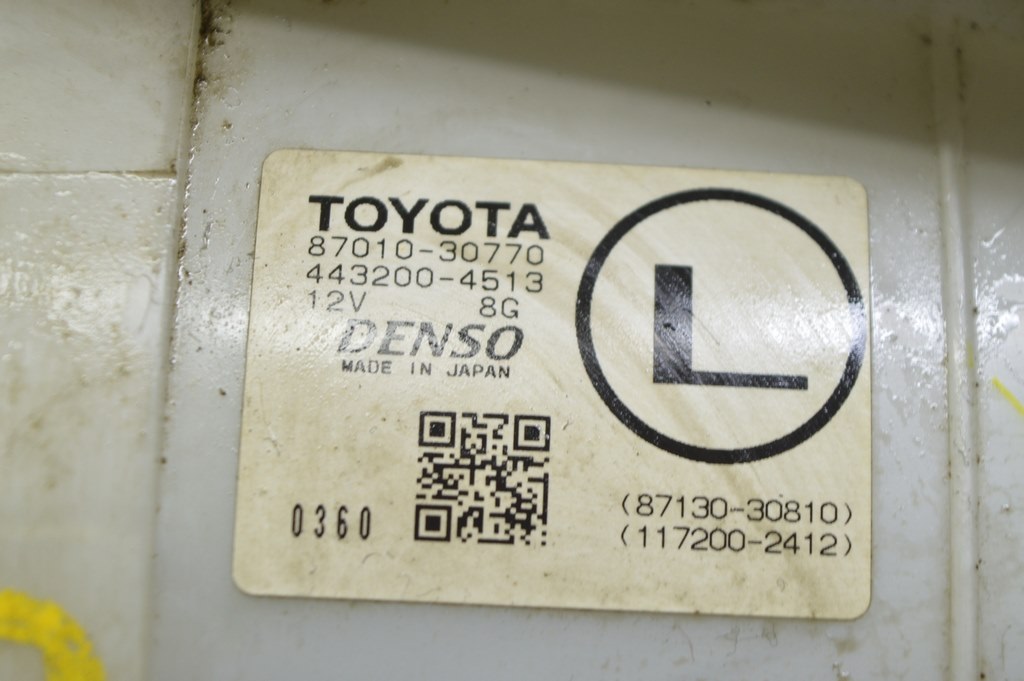 TOYOTA
87010-30770
443200-4513
12V 8G
DENSO
MADE IN JAPAN
L
0360
(87130-30810)
(117200-2412)